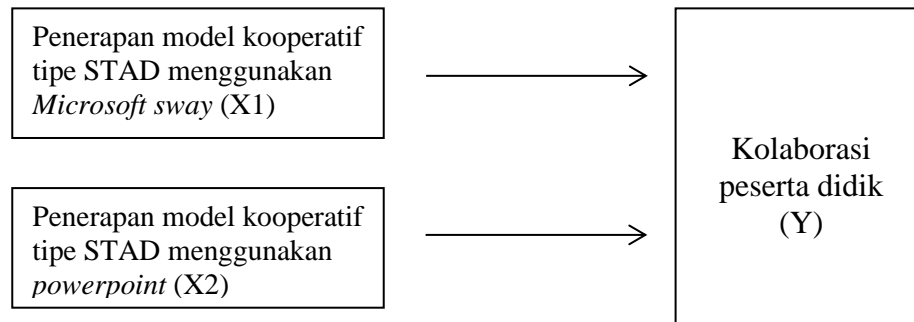 Penerapan model kooperatif
tipe STAD menggunakan
Microsoft sway (X1)
Penerapan model kooperatif
tipe STAD menggunakan
powerpoint (X2)
Kolaborasi
peserta didik
(Y)